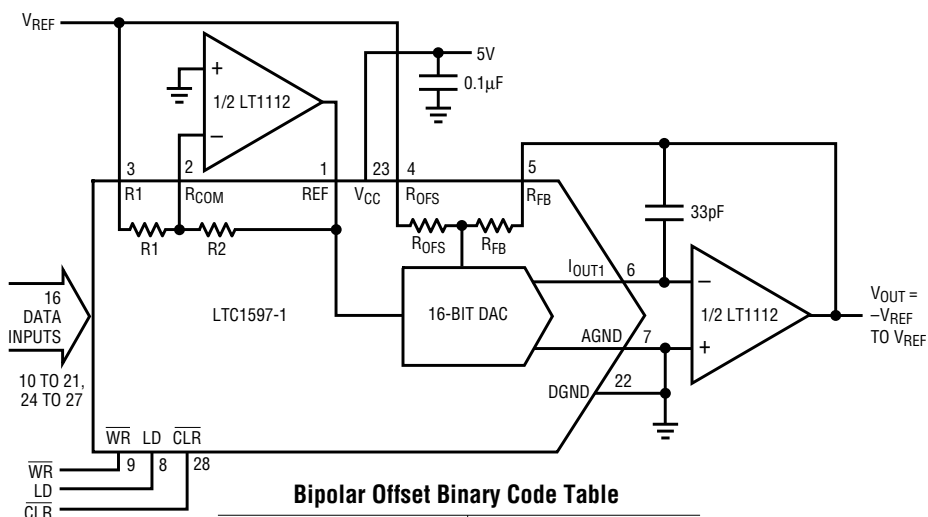 VREF
5V
0.1µF
+
1/2 LT1112
–
3
2
1
23
4
5
R1
RCOM
REF
VCC
ROFS
RFB
33pF
R1
R2
ROFS
RFB
16
DATA
INPUTS
10 TO 21,
24 TO 27
LTC1597-1
16-BIT DAC
IOUT1
6
AGND
7
DGND
22
–
1/2 LT1112
+
VOUT =
–VREF
TO VREF
WR
LD
CLR
9
8
28
WR
LD
CLR
Bipolar Offset Binary Code Table